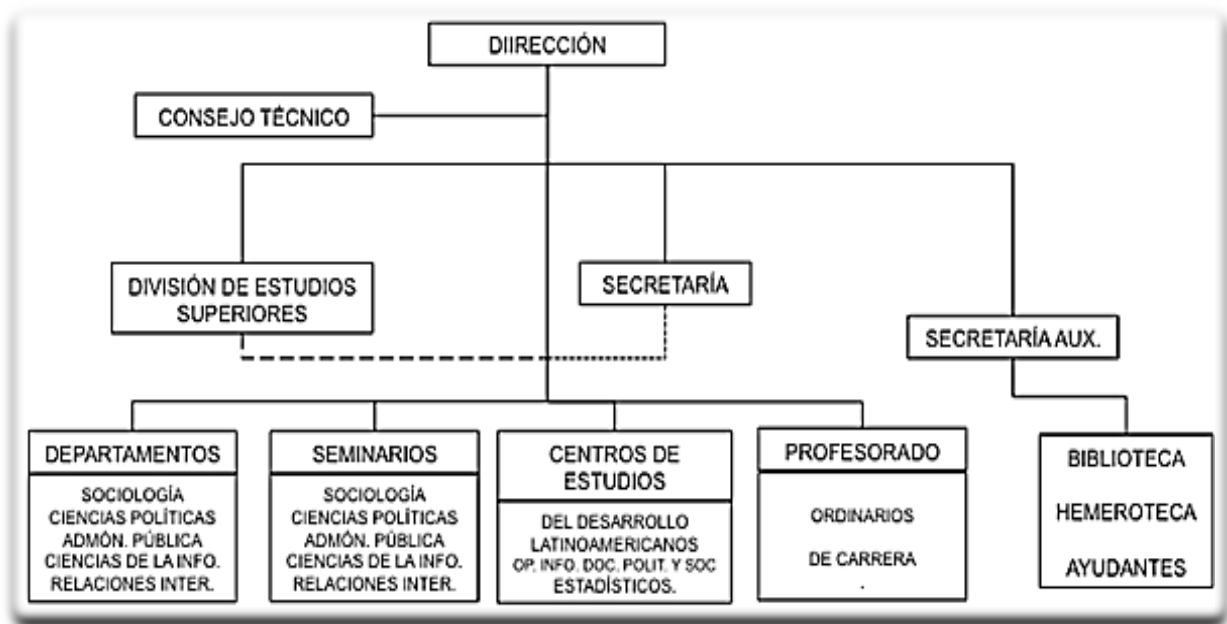 DIIRECCIÓN
CONSEJO TÉCNICO
DIVISIÓN DE ESTUDIOS
SUPERIORES
SECRETARÍA
SECRETARÍA AUX.
DEPARTAMENTOS
SOCIOLOGÍA
CIENCIAS POLÍTICAS
ADMÓN. PÚBLICA
CIENCIAS DE LA INFO.
RELACIONES INTER.
SEMINARIOS
SOCIOLOGÍA
CIENCIAS POLÍTICAS
ADMÓN. PÚBLICA
CIENCIAS DE LA INFO.
RELACIONES INTER.
CENTROS DE
ESTUDIOS
DEL DESARROLLO
LATINOAMERICANOS
OP. INFO. DOC. POLIT. Y SOC
ESTADÍSTICOS.
PROFESORADO
ORDINARIOS
DE CARRERA
.
BIBLIOTECA
HEMEROTECA
AYUDANTES